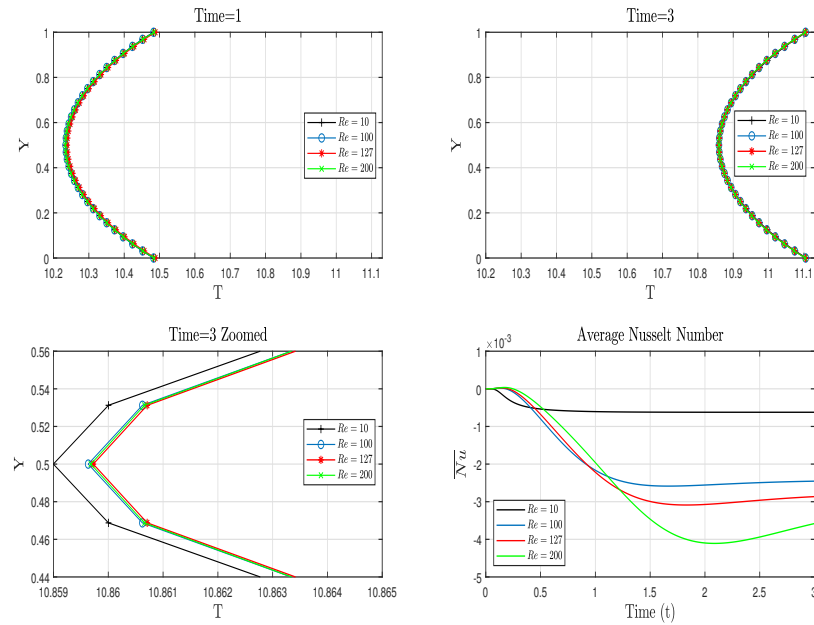 Time=1
1
0.8
0.6
0.4
0.2
0
Y
Re = 10
Re = 100
Re = 127
Re = 200
10.2 10.3 10.4 10.5 10.6 10.7 10.8 10.9 11 11.1
T
Time=3
1
0.8
0.6
0.4
0.2
0
Y
Re = 10
Re = 100
Re = 127
Re = 200
10.2 10.3 10.4 10.5 10.6 10.7 10.8 10.9 11 11.1
T
Time=3 Zoomed
0.56
0.54
0.52
0.5
0.48
0.46
0.44
Y
Re = 10
Re = 100
Re = 127
Re = 200
10.859 10.86 10.861 10.862 10.863 10.864 10.865
T
Average Nusselt Number
×10⁻³
1
0
-1
-2
-3
-4
-5
N̅u̅
Re = 10
Re = 100
Re = 127
Re = 200
0 0.5 1 1.5 2 2.5 3
Time (t)